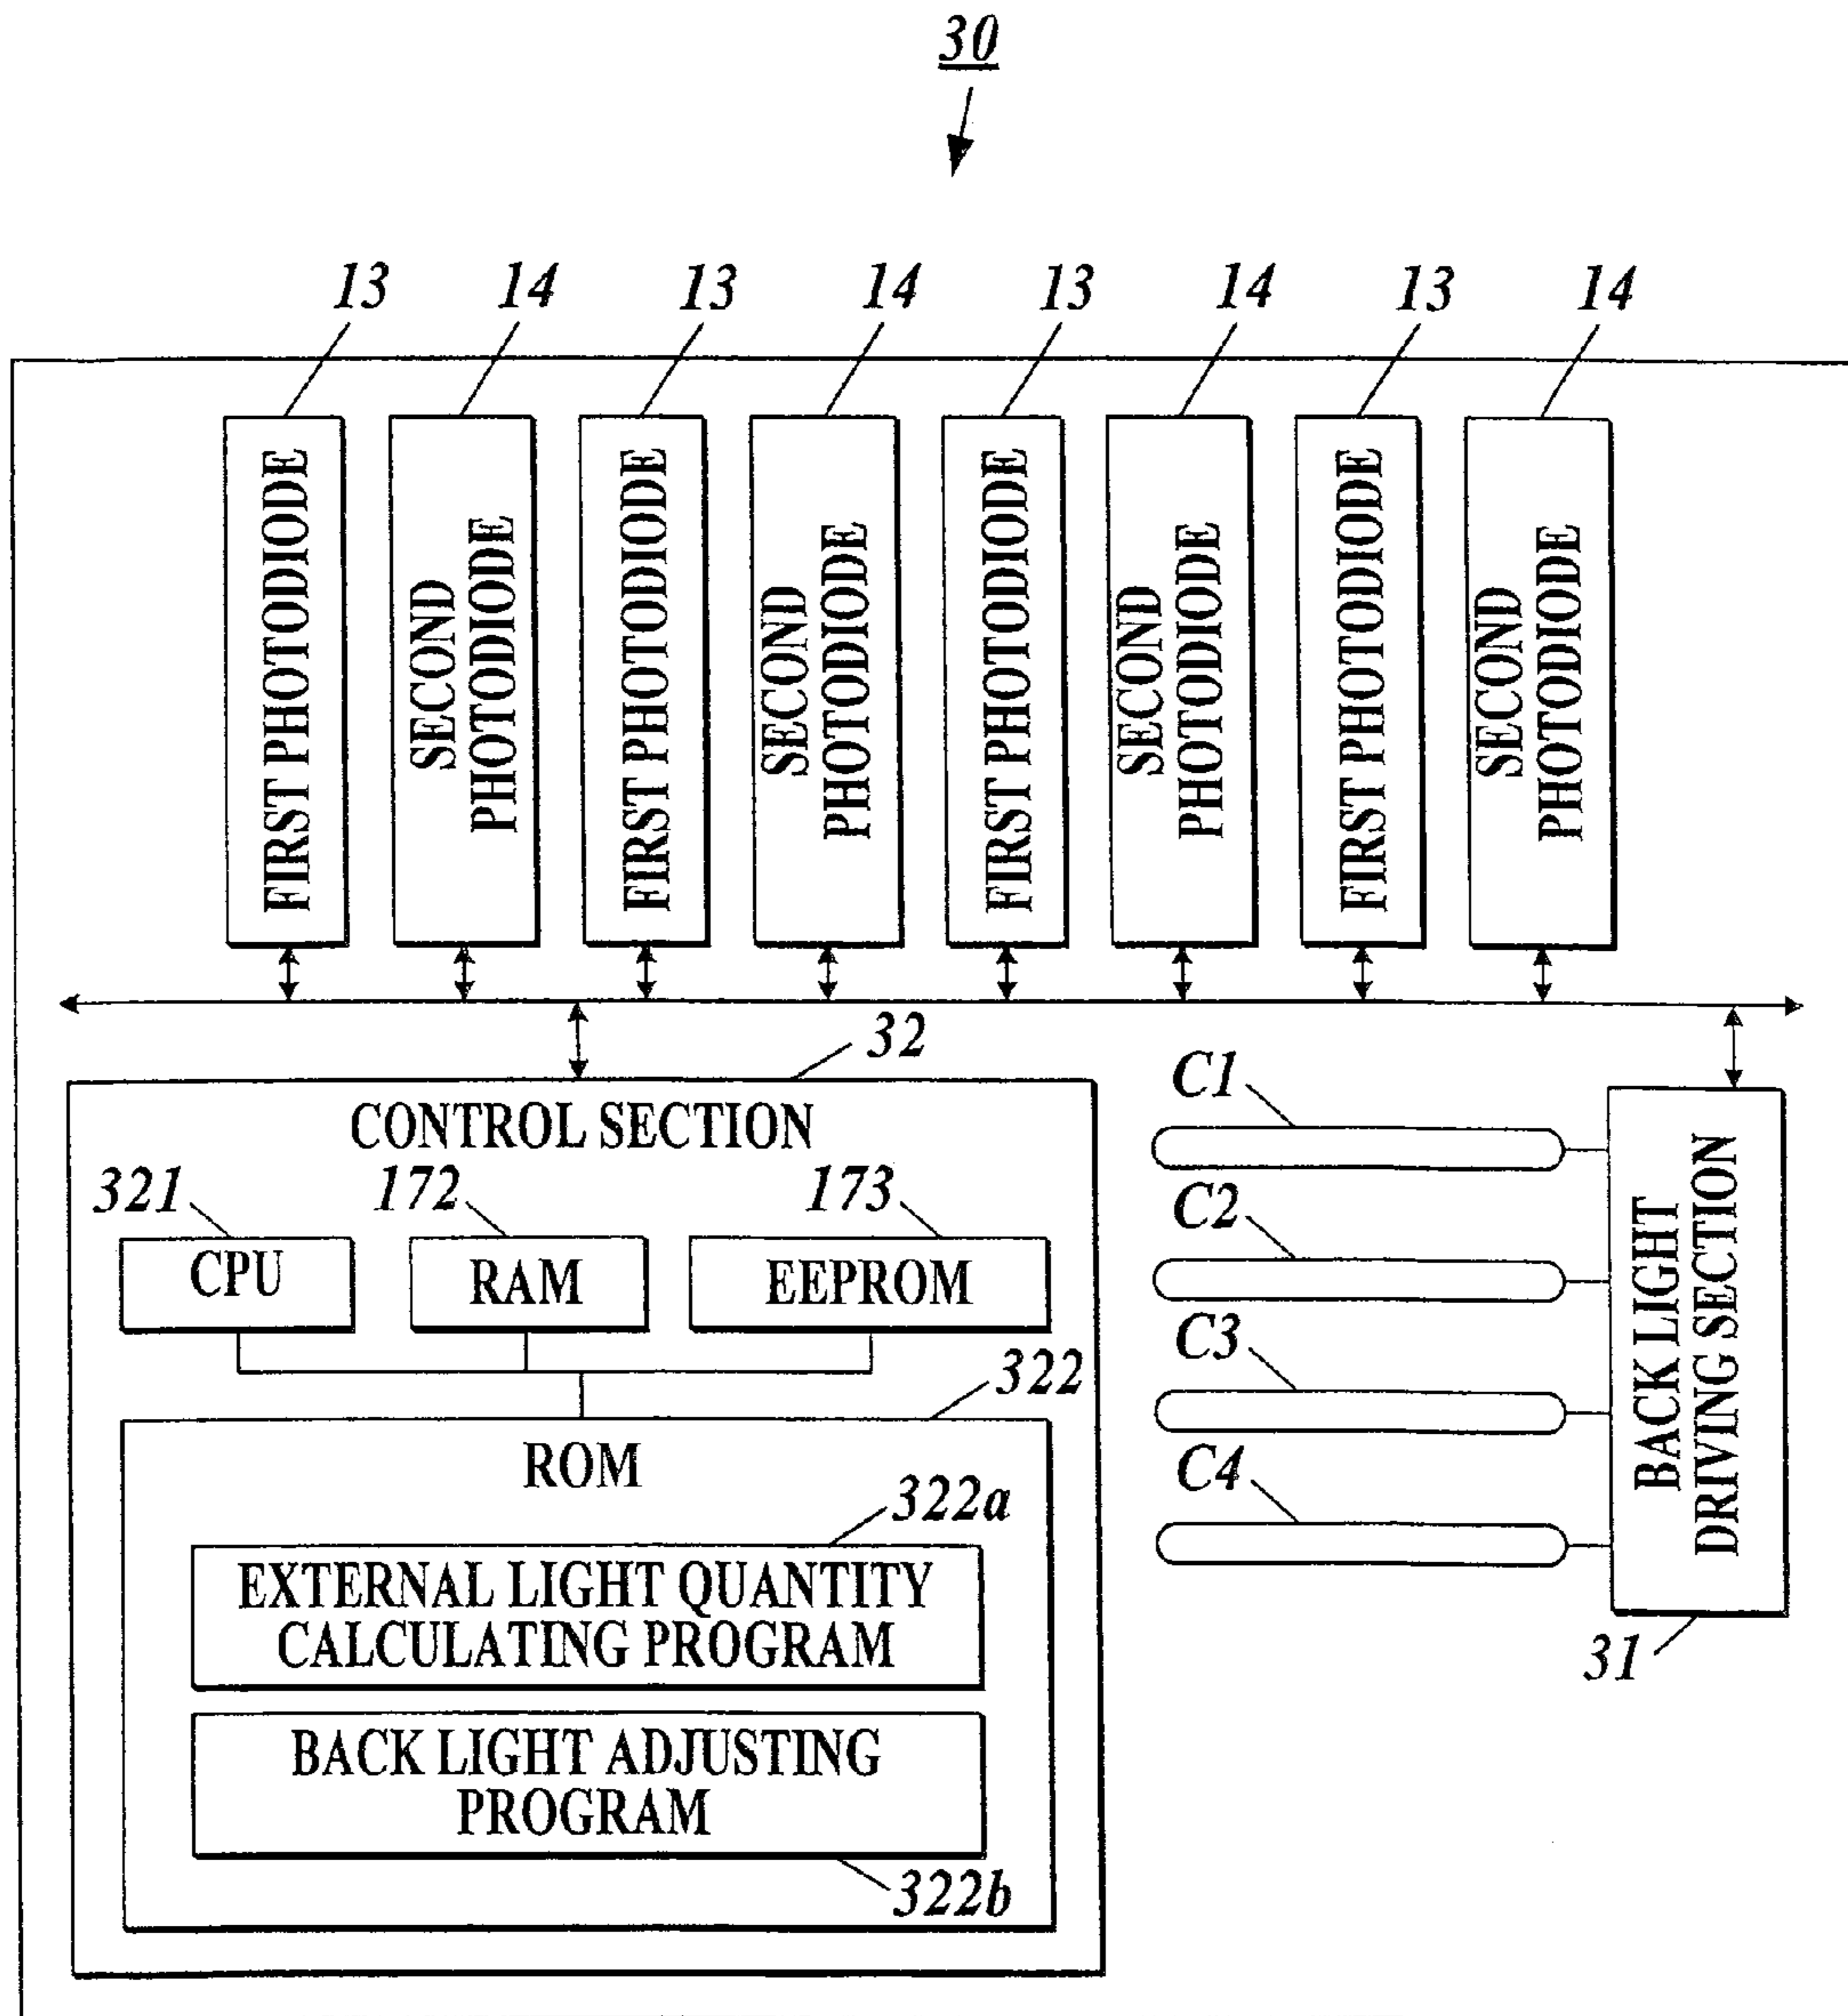 30
13 14 13 14 13 14 13 14
FIRST PHOTODIODE
SECOND
PHOTODIODE
FIRST PHOTODIODE
SECOND
PHOTODIODE
FIRST PHOTODIODE
SECOND
PHOTODIODE
FIRST PHOTODIODE
SECOND
PHOTODIODE
32
CONTROL SECTION
321 172 173
CPU RAM EEPROM
322
ROM
322a
EXTERNAL LIGHT QUANTITY
CALCULATING PROGRAM
BACK LIGHT ADJUSTING
PROGRAM
322b
C1
C2
C3
C4
BACK LIGHT
DRIVING SECTION
31